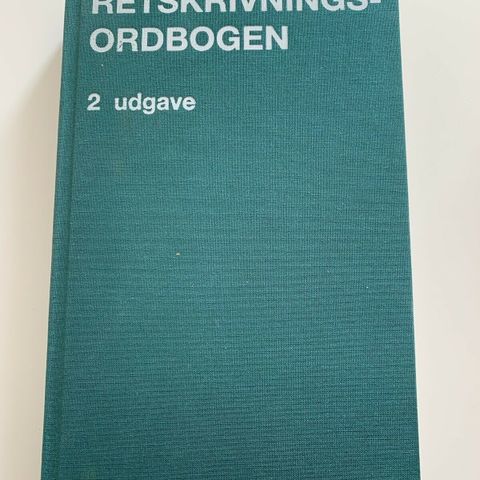 RETSKRIVNINGS-
ORDBOGEN
2 udgave